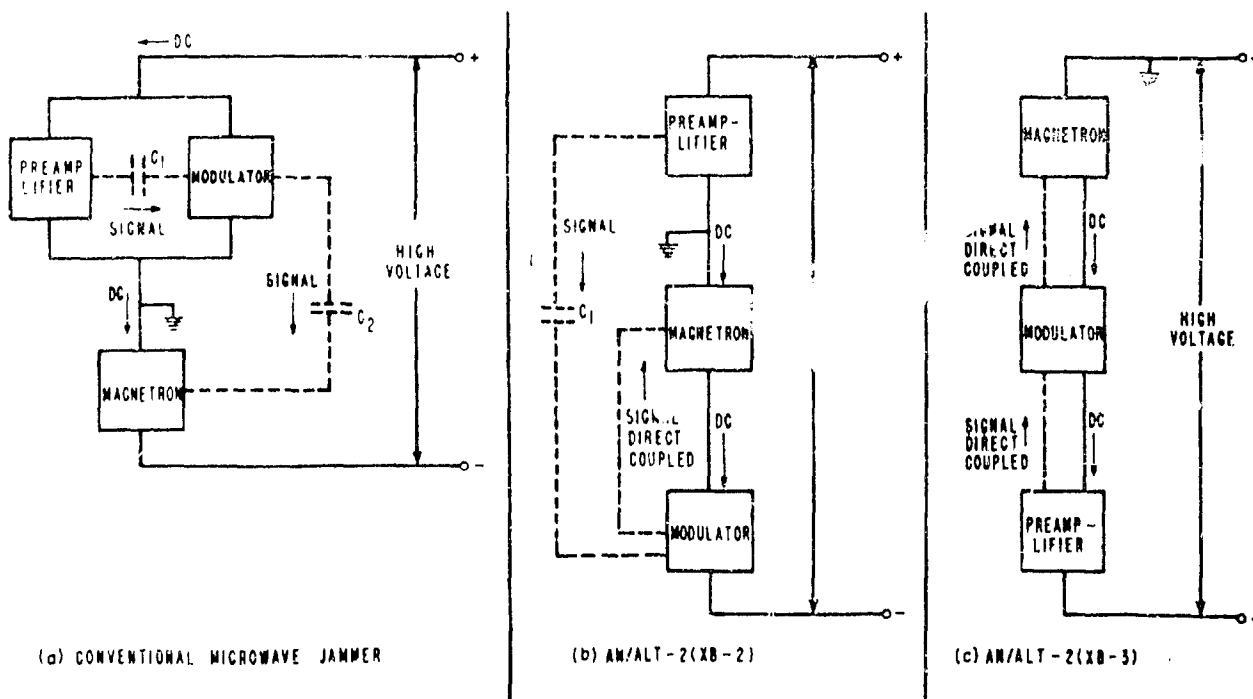 DC
+
PREAMP
LIFIER
C1
MODULATOR
SIGNAL
HIGH
VOLTAGE
DC
SIGNAL
C2
MAGNETRON
-
(a) CONVENTIONAL MICROWAVE JAMMER
+
PREAMP-
LIFIER
SIGNAL
DC
C1
MAGNETRON
SIGNAL
DIRECT
COUPLED
DC
MODULATOR
-
(b) AN/ALT-2(XB-2)
MAGNETRON
SIGNAL
DIRECT
COUPLED
DC
MODULATOR
HIGH
VOLTAGE
SIGNAL
DIRECT
COUPLED
DC
PREAMP-
LIFIER
(c) AN/ALT-2(XB-3)